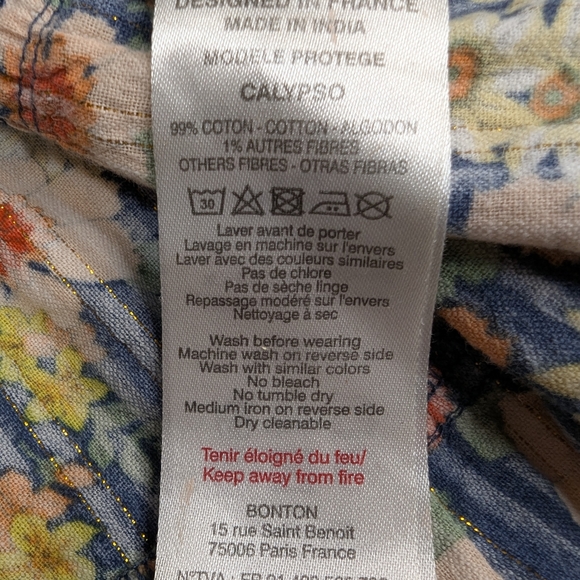 DESIGNED IN FRANCE
MADE IN INDIA
MODELE PROTEGE
CALYPSO
99% COTON - COTTON - ALGODON
1% AUTRES FIBRES
OTHERS FIBRES - OTRAS FIBRAS
30
Laver avant de porter
Lavage en machine sur l'envers
Laver avec des couleurs similaires
Pas de chlore
Pas de sèche linge
Repassage modéré sur l'envers
Nettoyage à sec
Wash before wearing
Machine wash on reverse side
Wash with similar colors
No bleach
No tumble dry
Medium iron on reverse side
Dry cleanable
Tenir éloigné du feu/
Keep away from fire
BONTON
15 rue Saint Benoit
75006 Paris France
N°TVA : FR 91